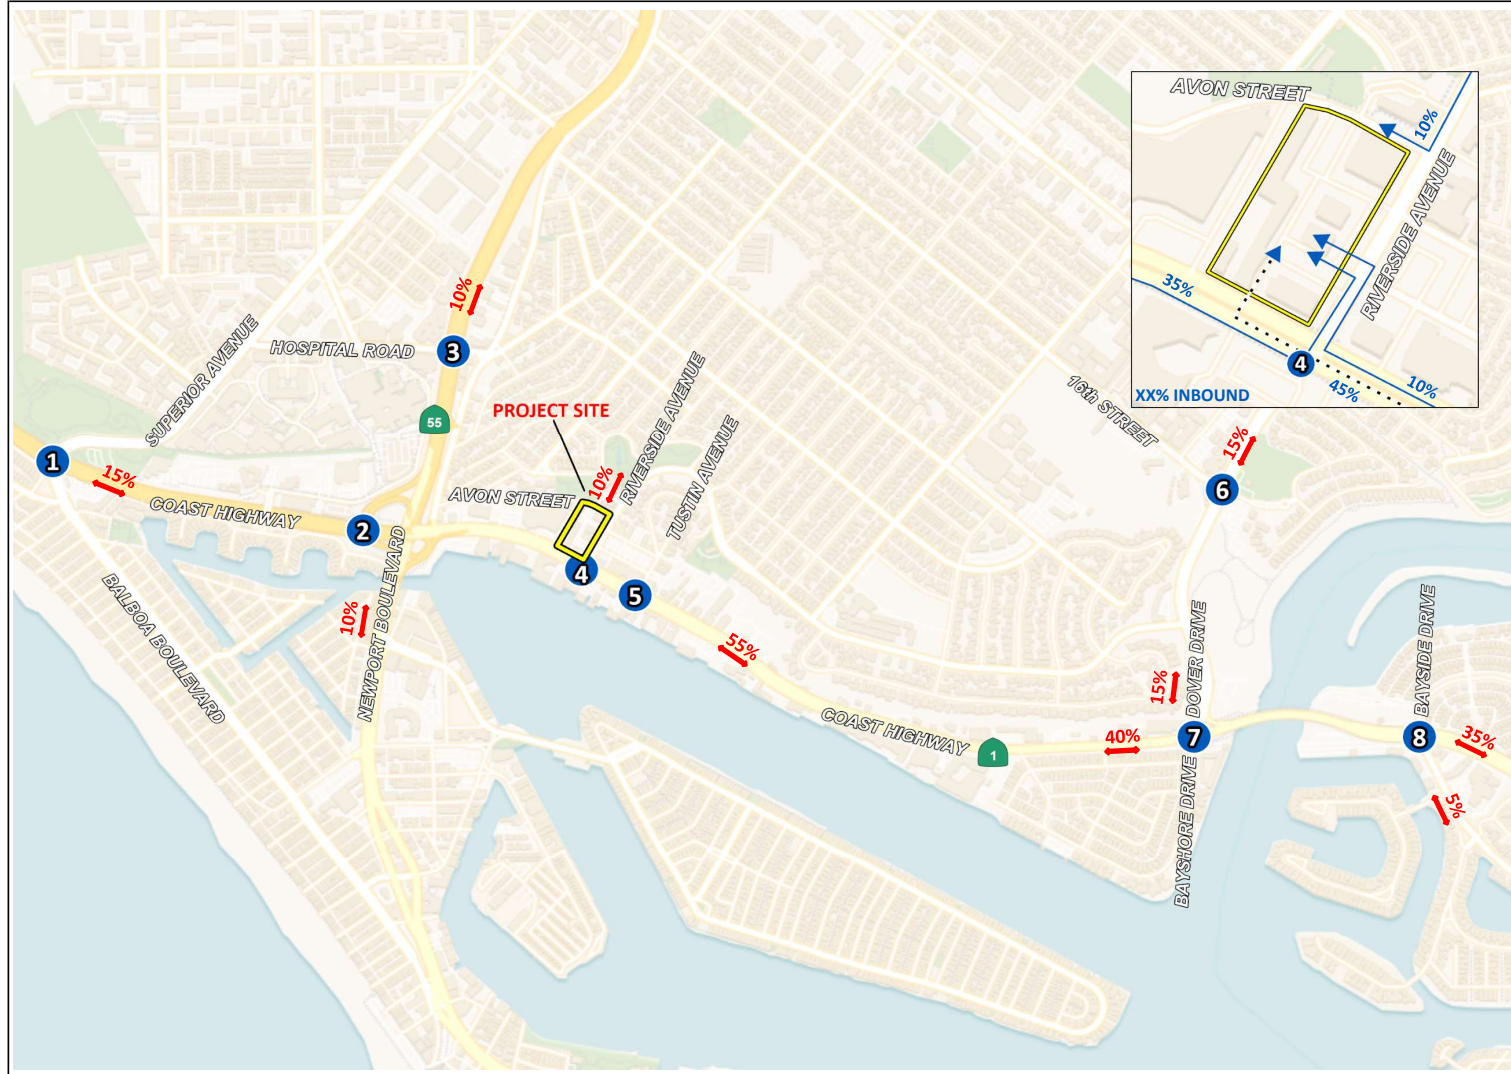 AVON STREET
10%
RIVERSIDE AVENUE
35%
4
45%
10%
XX% INBOUND
10%
HOSPITAL ROAD
3
SUPERIOR AVENUE
55
PROJECT SITE
16th STREET
15%
6
1
15%
COAST HIGHWAY
2
AVON STREET
10%
RIVERSIDE AVENUE
TUSTIN AVENUE
4
5
10%
NEWPORT BOULEVARD
BALBOA BOULEVARD
55%
COAST HIGHWAY
1
40%
15%
DOVER DRIVE
7
BAYSHORE DRIVE
BAYSIDE DRIVE
8
35%
5%